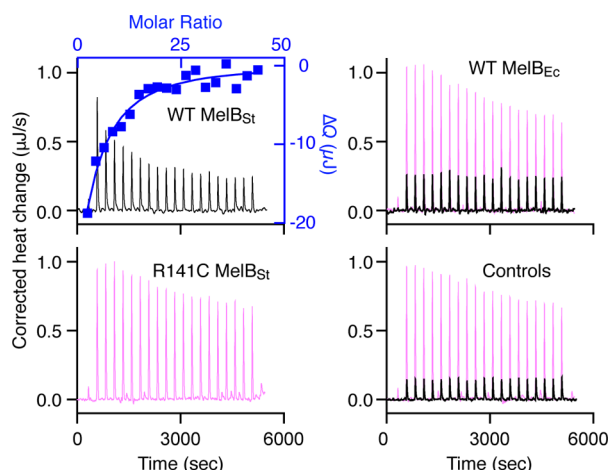 Molar Ratio
0 25 50
1.0
0.5
0.0
WT MelBSt
0
-10
-20
ΔQ (μJ)
WT MelBEc
1.0
0.5
0.0
Corrected heat change (μJ/s)
R141C MelBSt
1.0
0.5
0.0
0 3000 6000
Time (sec)
Controls
1.0
0.5
0.0
0 3000 6000
Time (sec)